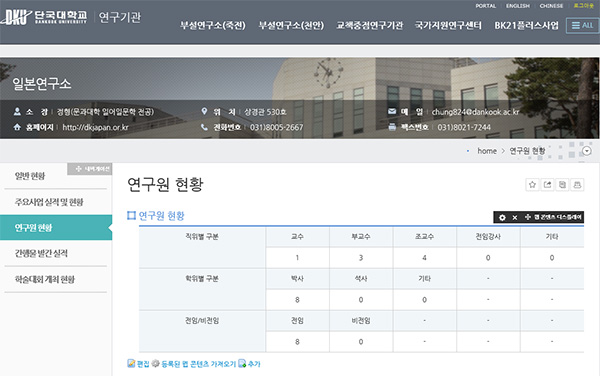 PORTAL ENGLISH CHINESE 로그아웃
DKU 단국대학교 DANKOOK UNIVERSITY 연구기관
부설연구소(죽전) 부설연구소(천안) 교책중점연구기관 국가지원연구센터 BK21플러스사업 ALL
일본연구소
소 장 : 정형(문과대학 일어일문학 전공) 위 치 : 상경관 530호 메 일 : chung824@dankook.ac.kr
홈페이지 : http://dkjapan.or.kr 전화번호 : 031)8005-2667 팩스번호 : 031)8021-7244
home > 연구원 현황
네비게이션
일반 현황
주요사업 실적 및 현황
연구원 현황
간행물 발간 실적
학술대회 개최 현황
연구원 현황
연구원 현황
웹 콘텐츠 디스플레이
직위별 구분 교수 부교수 조교수 전임강사 기타
1 3 4 0 0
학위별 구분 박사 석사 기타 - -
8 0 0 - -
전임/비전임 전임 비전임 - - -
8 0 - - -
편집 등록된 웹 콘텐츠 가져오기 추가